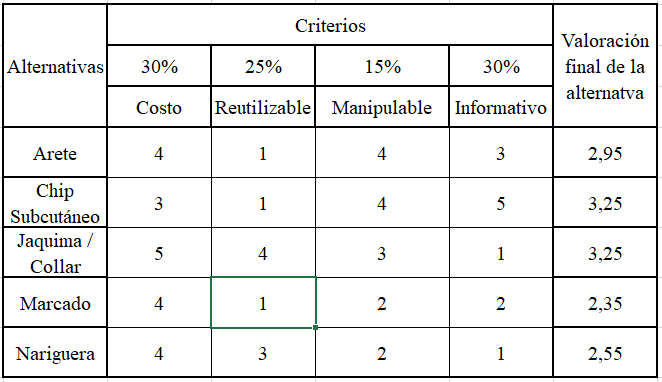 Criterios
Alternativas 30% 25% 15% 30% Valoración
final de la
alternatva
Costo Reutilizable Manipulable Informativo
Arete 4 1 4 3 2,95
Chip
Subcutáneo 3 1 4 5 3,25
Jaquima /
Collar 5 4 3 1 3,25
Marcado 4 1 2 2 2,35
Nariguera 4 3 2 1 2,55